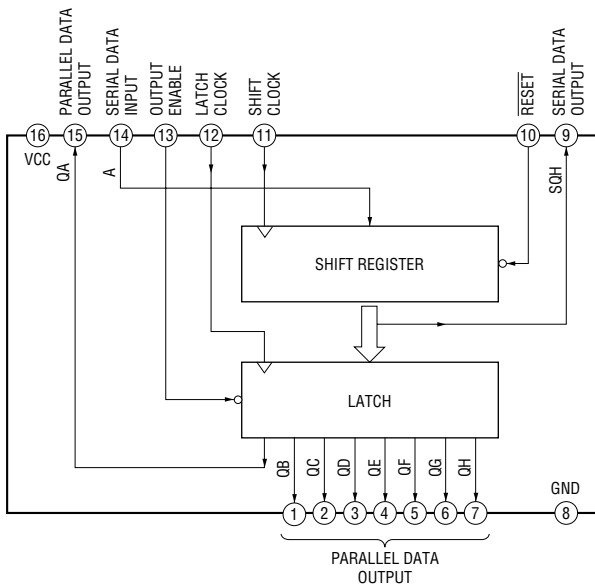 PARALLEL DATA
OUTPUT
SERIAL DATA
INPUT
OUTPUT
ENABLE
LATCH
CLOCK
SHIFT
CLOCK
RESET
SERIAL DATA
OUTPUT
16
15
14
13
12
11
10
9
VCC
QA
A
SQH
SHIFT REGISTER
LATCH
QB
QC
QD
QE
QF
QG
QH
GND
1
2
3
4
5
6
7
8
PARALLEL DATA
OUTPUT